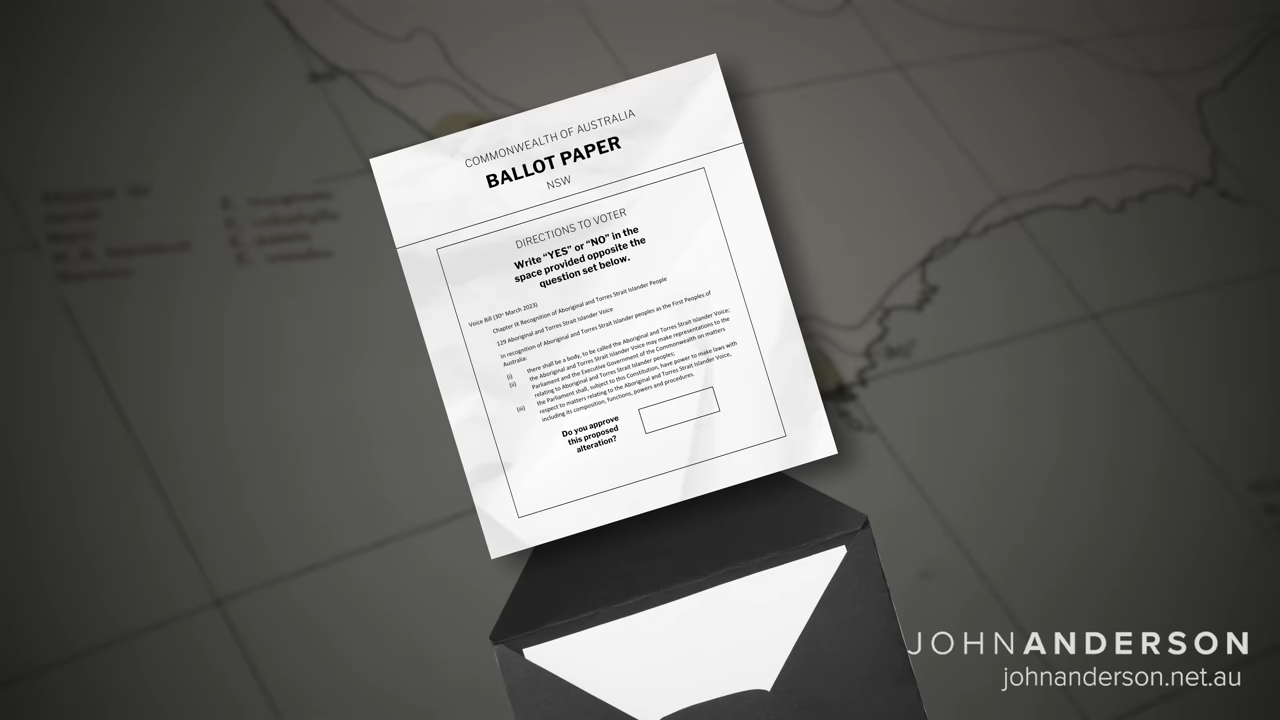 COMMONWEALTH OF AUSTRALIA
BALLOT PAPER
NSW
DIRECTIONS TO VOTER
Write “YES” or “NO” in the
space provided opposite the
question set below.
Voice Bill (30th March 2023)
Chapter IX Recognition of Aboriginal and Torres Strait Islander People
129 Aboriginal and Torres Strait Islander Voice
In recognition of Aboriginal and Torres Strait Islander peoples as the First Peoples of
Australia:
(i) there shall be a body, to be called the Aboriginal and Torres Strait Islander Voice;
(ii) the Aboriginal and Torres Strait Islander Voice may make representations to the
Parliament and the Executive Government of the Commonwealth on matters
relating to Aboriginal and Torres Strait Islander peoples;
(iii) the Parliament shall, subject to this Constitution, have power to make laws with
respect to matters relating to the Aboriginal and Torres Strait Islander Voice,
including its composition, functions, powers and procedures.
Do you approve
this proposed
alteration?
JOHNANDERSON
johnanderson.net.au